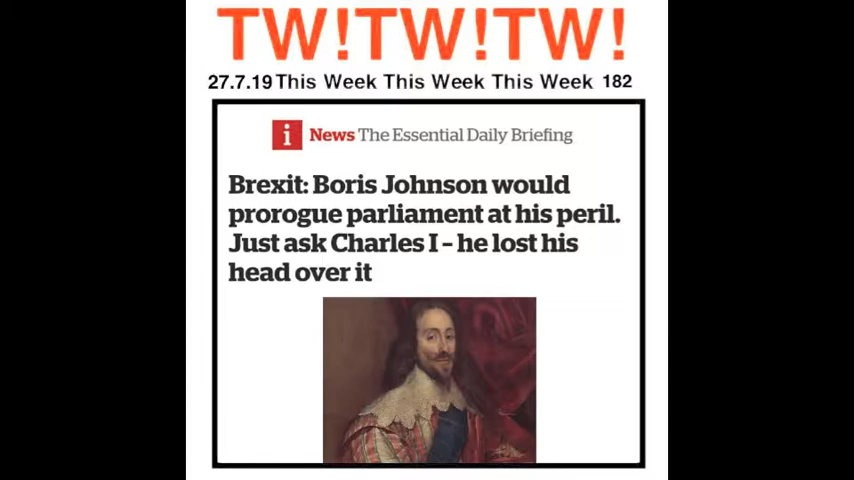 TW!TW!TW!
27.7.19 This Week This Week This Week 182
i News The Essential Daily Briefing
Brexit: Boris Johnson would
prorogue parliament at his peril.
Just ask Charles I – he lost his
head over it